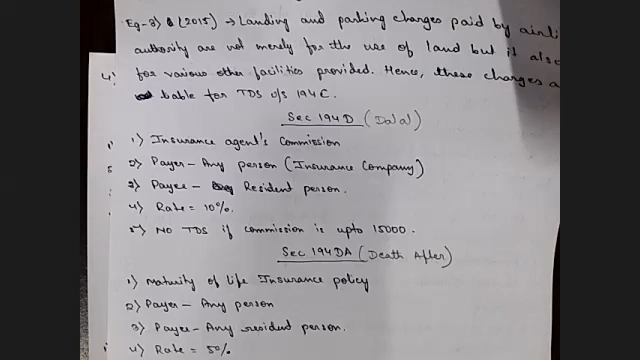 Eg-3) (2015) → Landing and parking charges paid by airli
authority are not merely for the use of land but it also
for various other facilities provided. Hence, these charges a
liable for TDS u/s 194C.
Sec 194D (Dalal)
1) Insurance agent's Commission
2) Payer - Any person (Insurance Company)
3) Payee - Resident person.
4) Rate = 10%.
5) No TDS if commission is upto 15000.
Sec 194DA (Death After)
1) Maturity of life Insurance policy
2) Payer - Any person
3) Payee - Any resident person.
4) Rate = 5%